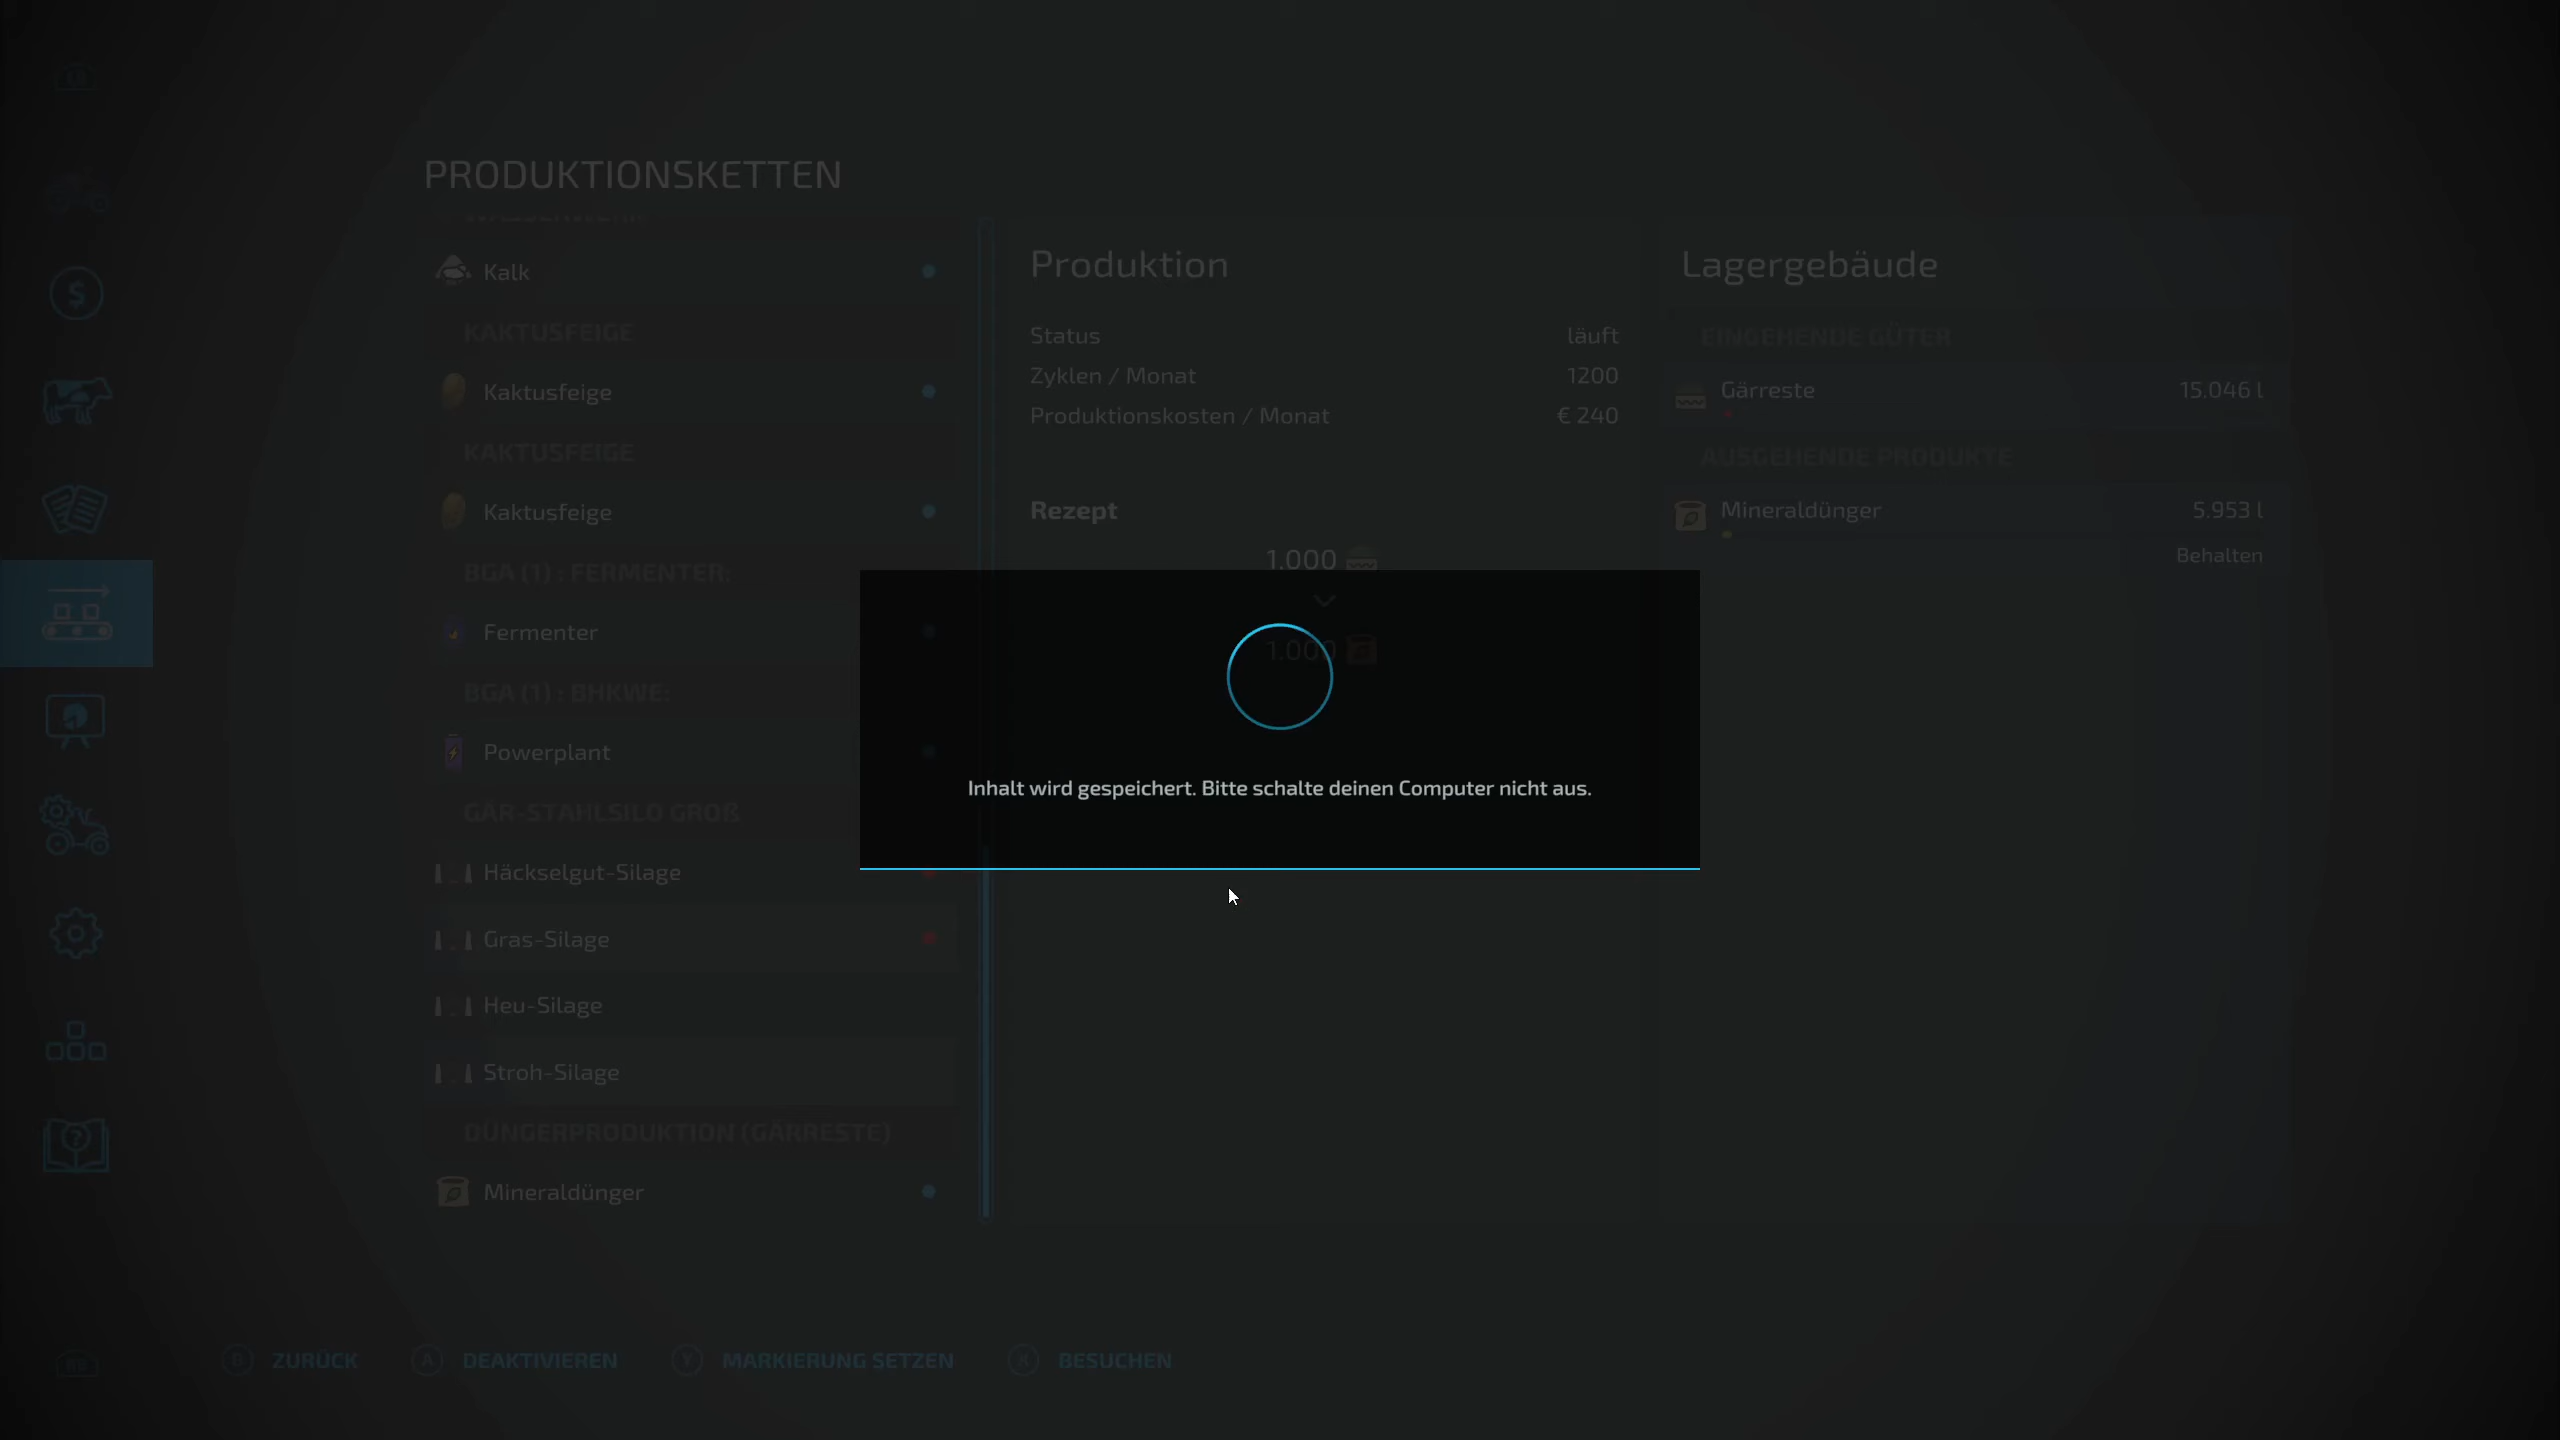 PRODUKTIONSKETTEN
Kalk
KAKTUSFEIGE
Kaktusfeige
KAKTUSFEIGE
Kaktusfeige
BGA (1) : FERMENTER:
Fermenter
BGA (1) : BHKWE:
Powerplant
GÄR-STAHLSILO GROß
Häckselgut-Silage
Gras-Silage
Heu-Silage
Stroh-Silage
DÜNGERPRODUKTION (GÄRRESTE)
Mineraldünger
Produktion
Status läuft
Zyklen / Monat 1200
Produktionskosten / Monat € 240
Rezept
1.000
1.000
Lagergebäude
EINGEHENDE GÜTER
Gärreste 15.046 l
AUSGEHENDE PRODUKTE
Mineraldünger 5.953 l
Behalten
Inhalt wird gespeichert. Bitte schalte deinen Computer nicht aus.
B ZURÜCK A DEAKTIVIEREN Y MARKIERUNG SETZEN X BESUCHEN